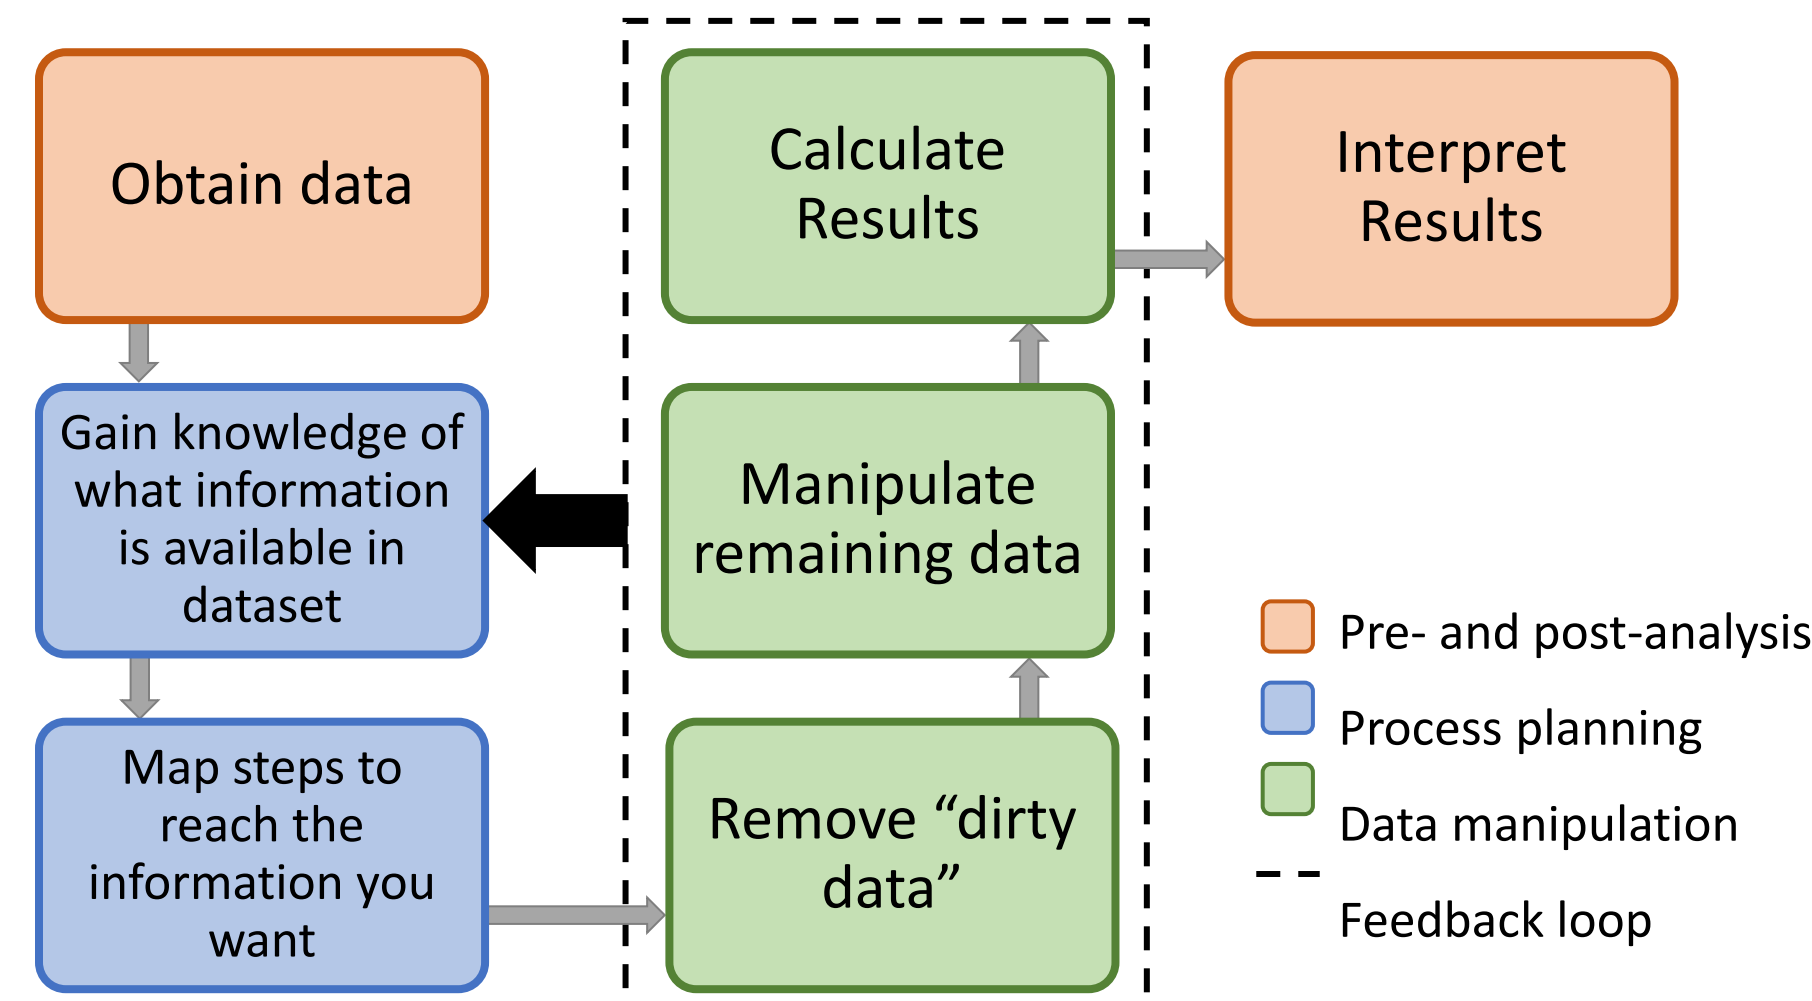 Obtain data
Gain knowledge of
what information
is available in
dataset
Map steps to
reach the
information you
want
Calculate
Results
Manipulate
remaining data
Remove “dirty
data”
Interpret
Results
Pre- and post-analysis
Process planning
Data manipulation
Feedback loop